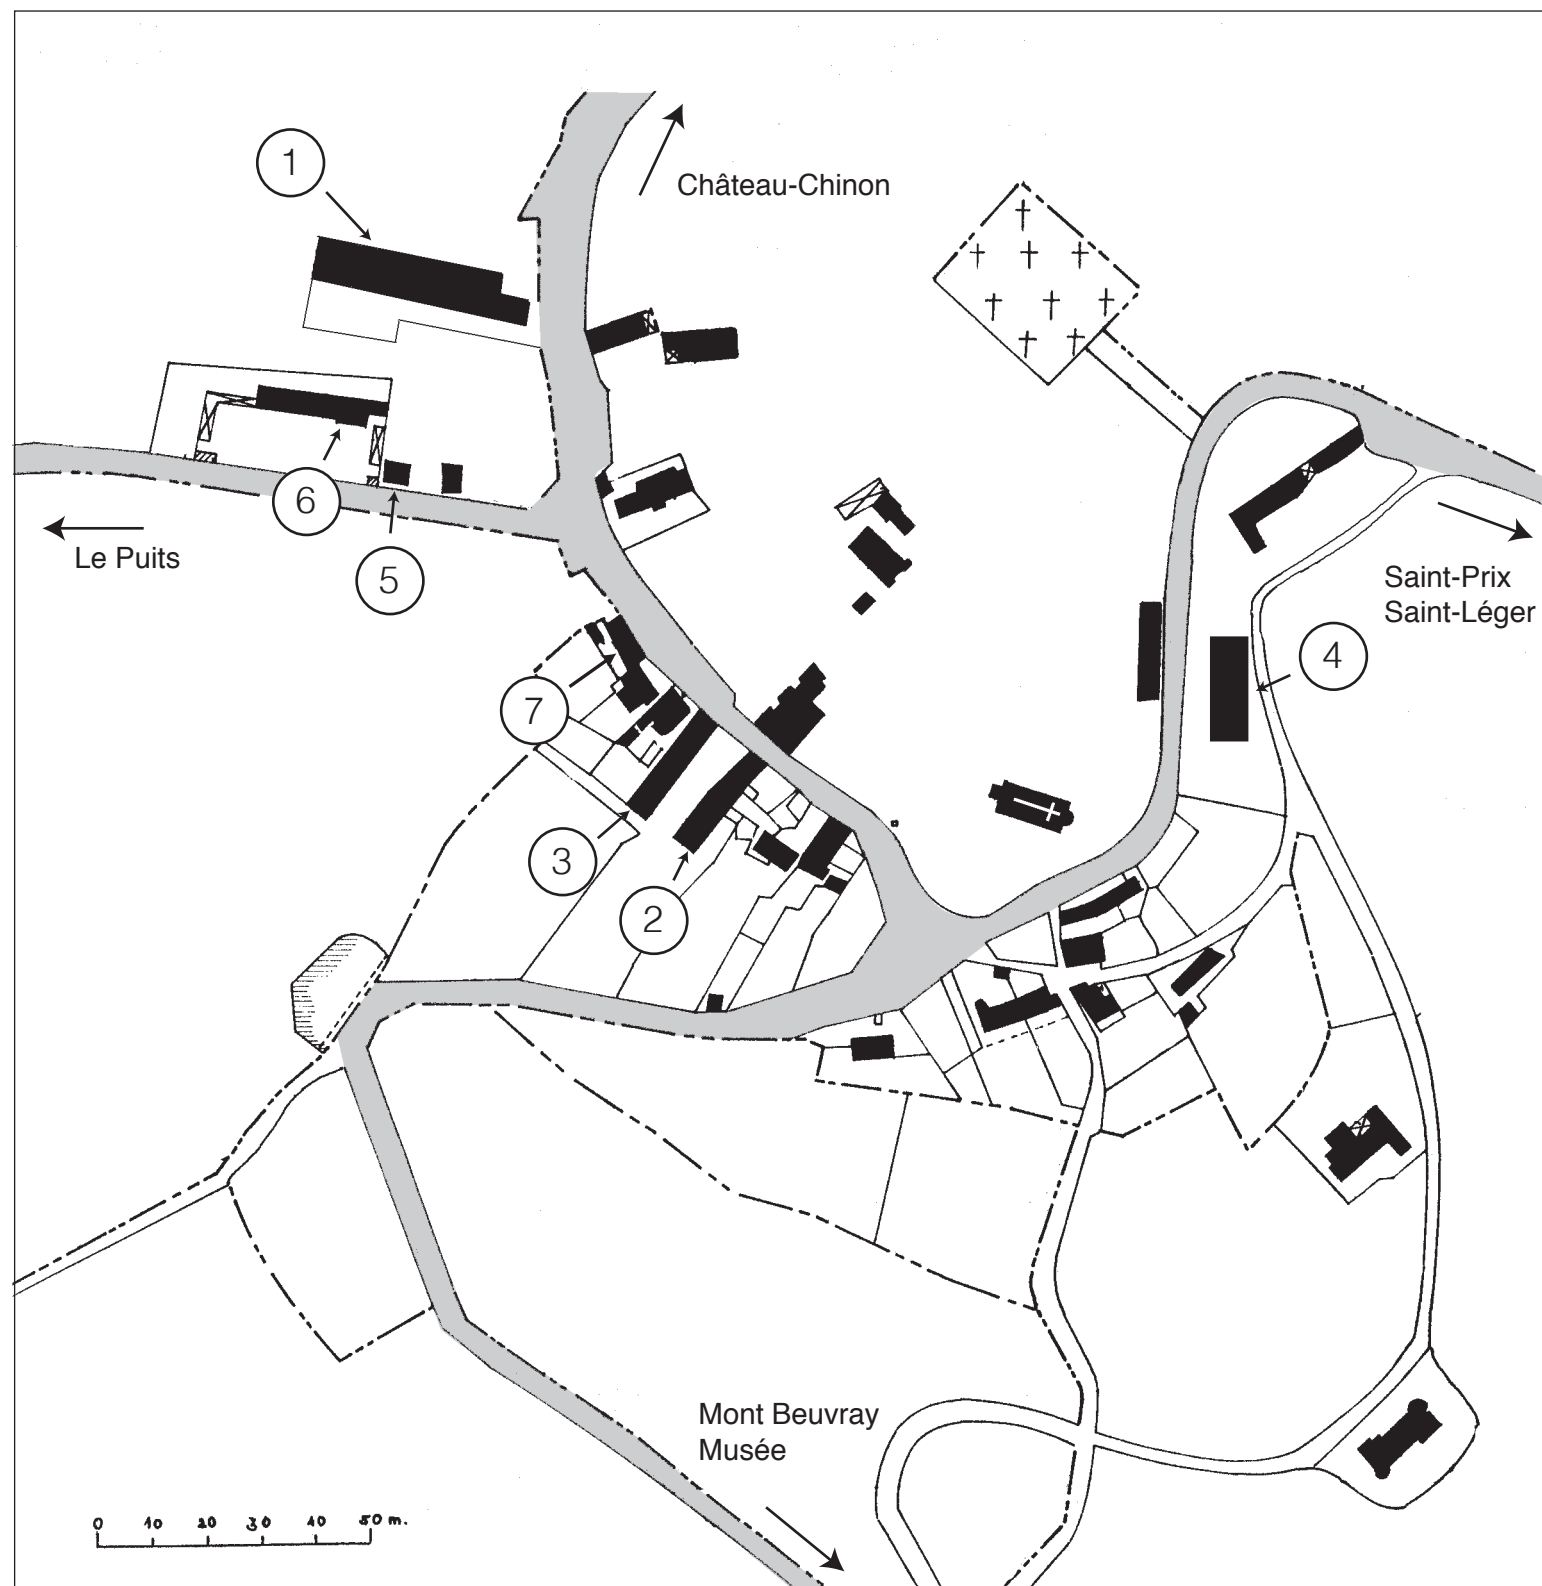 1
Château-Chinon
6
Le Puits
5
Saint-Prix
Saint-Léger
4
7
3
2
Mont Beuvray
Musée
0 10 20 30 40 50 m.